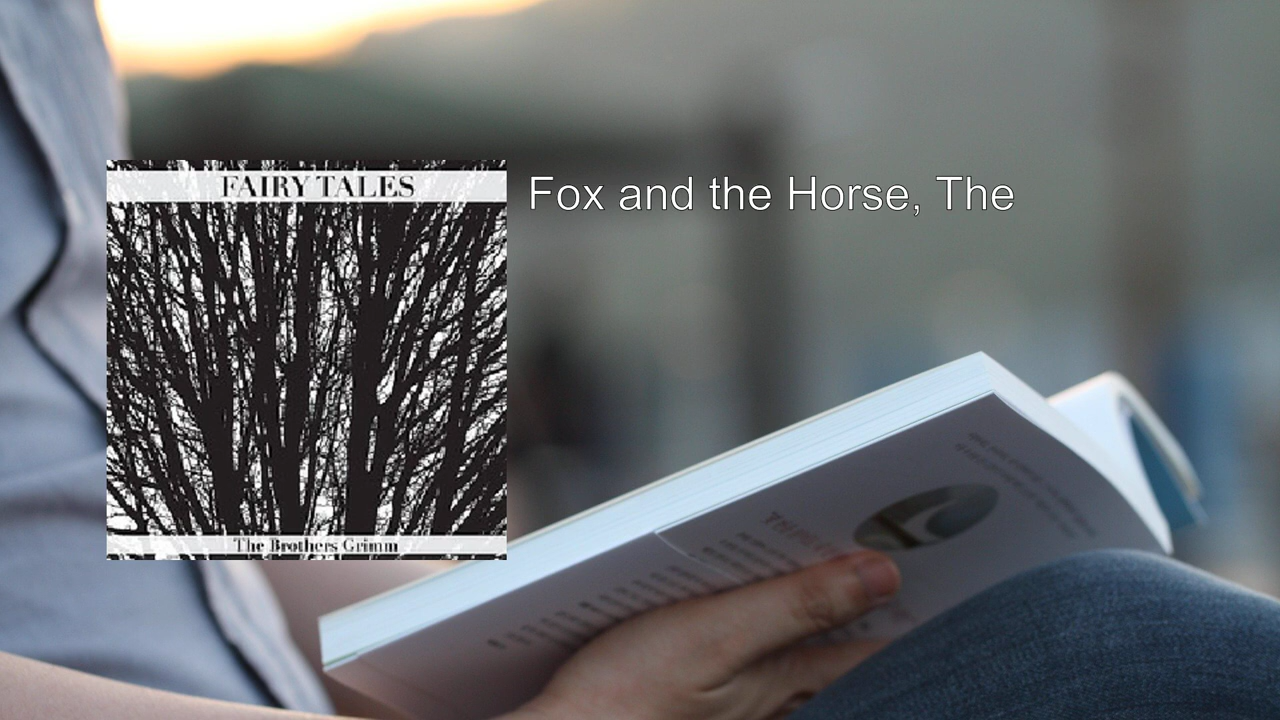 FAIRY TALES
Fox and the Horse, The
The Brothers Grimm